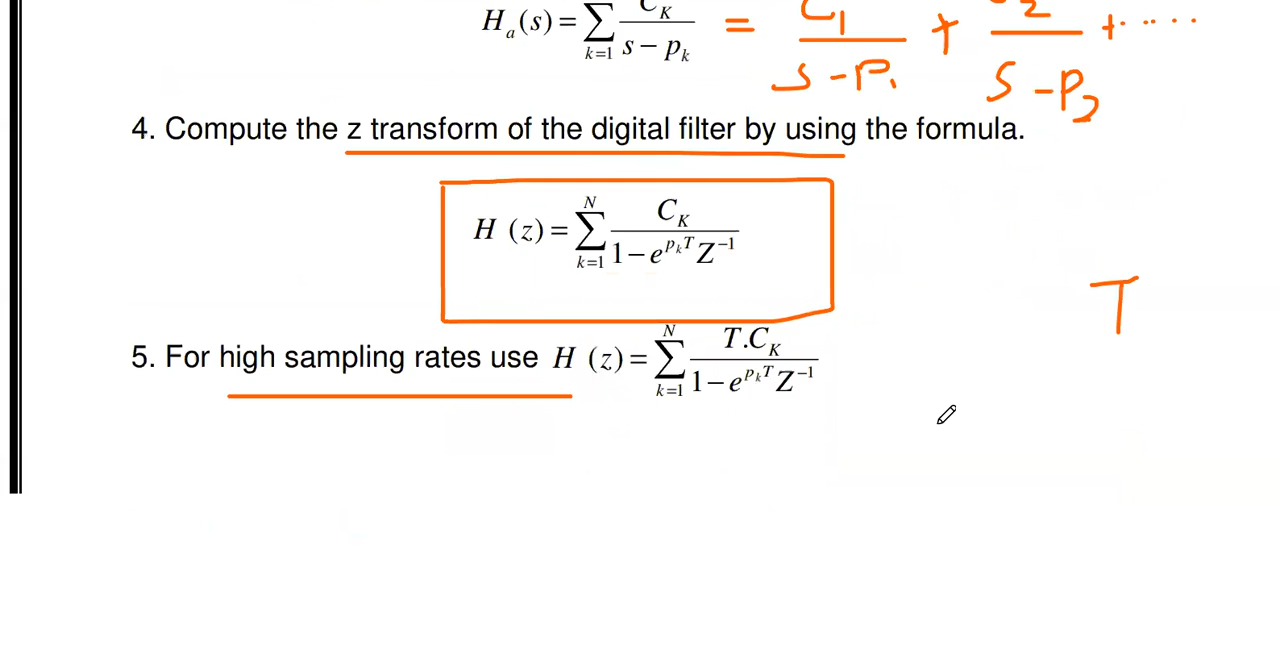 H_a(s) = ∑_{k=1} C_K / (s − p_k) = C_1 / (s − p_1) + 2 / (s − p_2) + .....
4. Compute the z transform of the digital filter by using the formula.
H (z) = ∑_{k=1}^{N} C_K / (1 − e^{p_k T} Z^{−1})
T
5. For high sampling rates use H (z) = ∑_{k=1}^{N} T.C_K / (1 − e^{p_k T} Z^{−1})